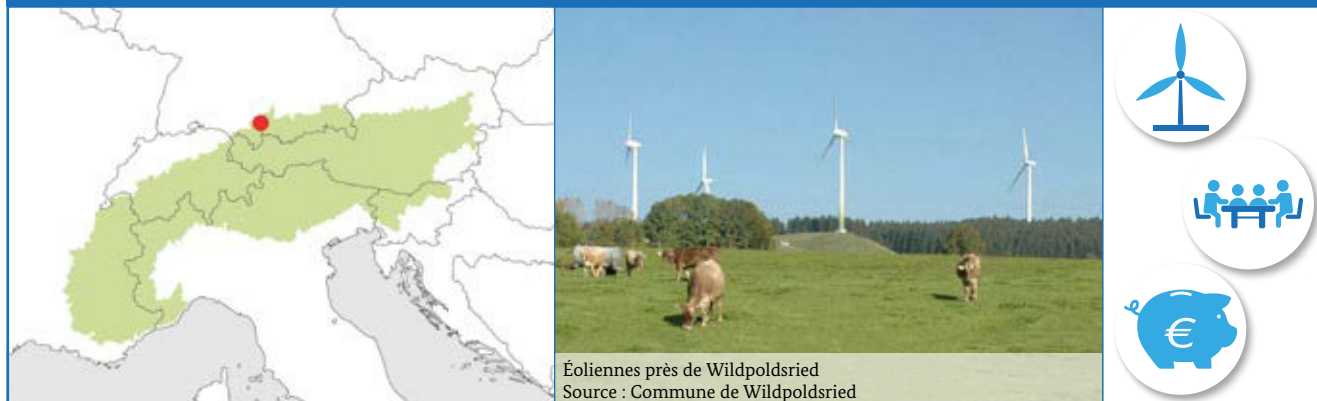 Éoliennes près de Wildpoldsried
Source : Commune de Wildpoldsried
€